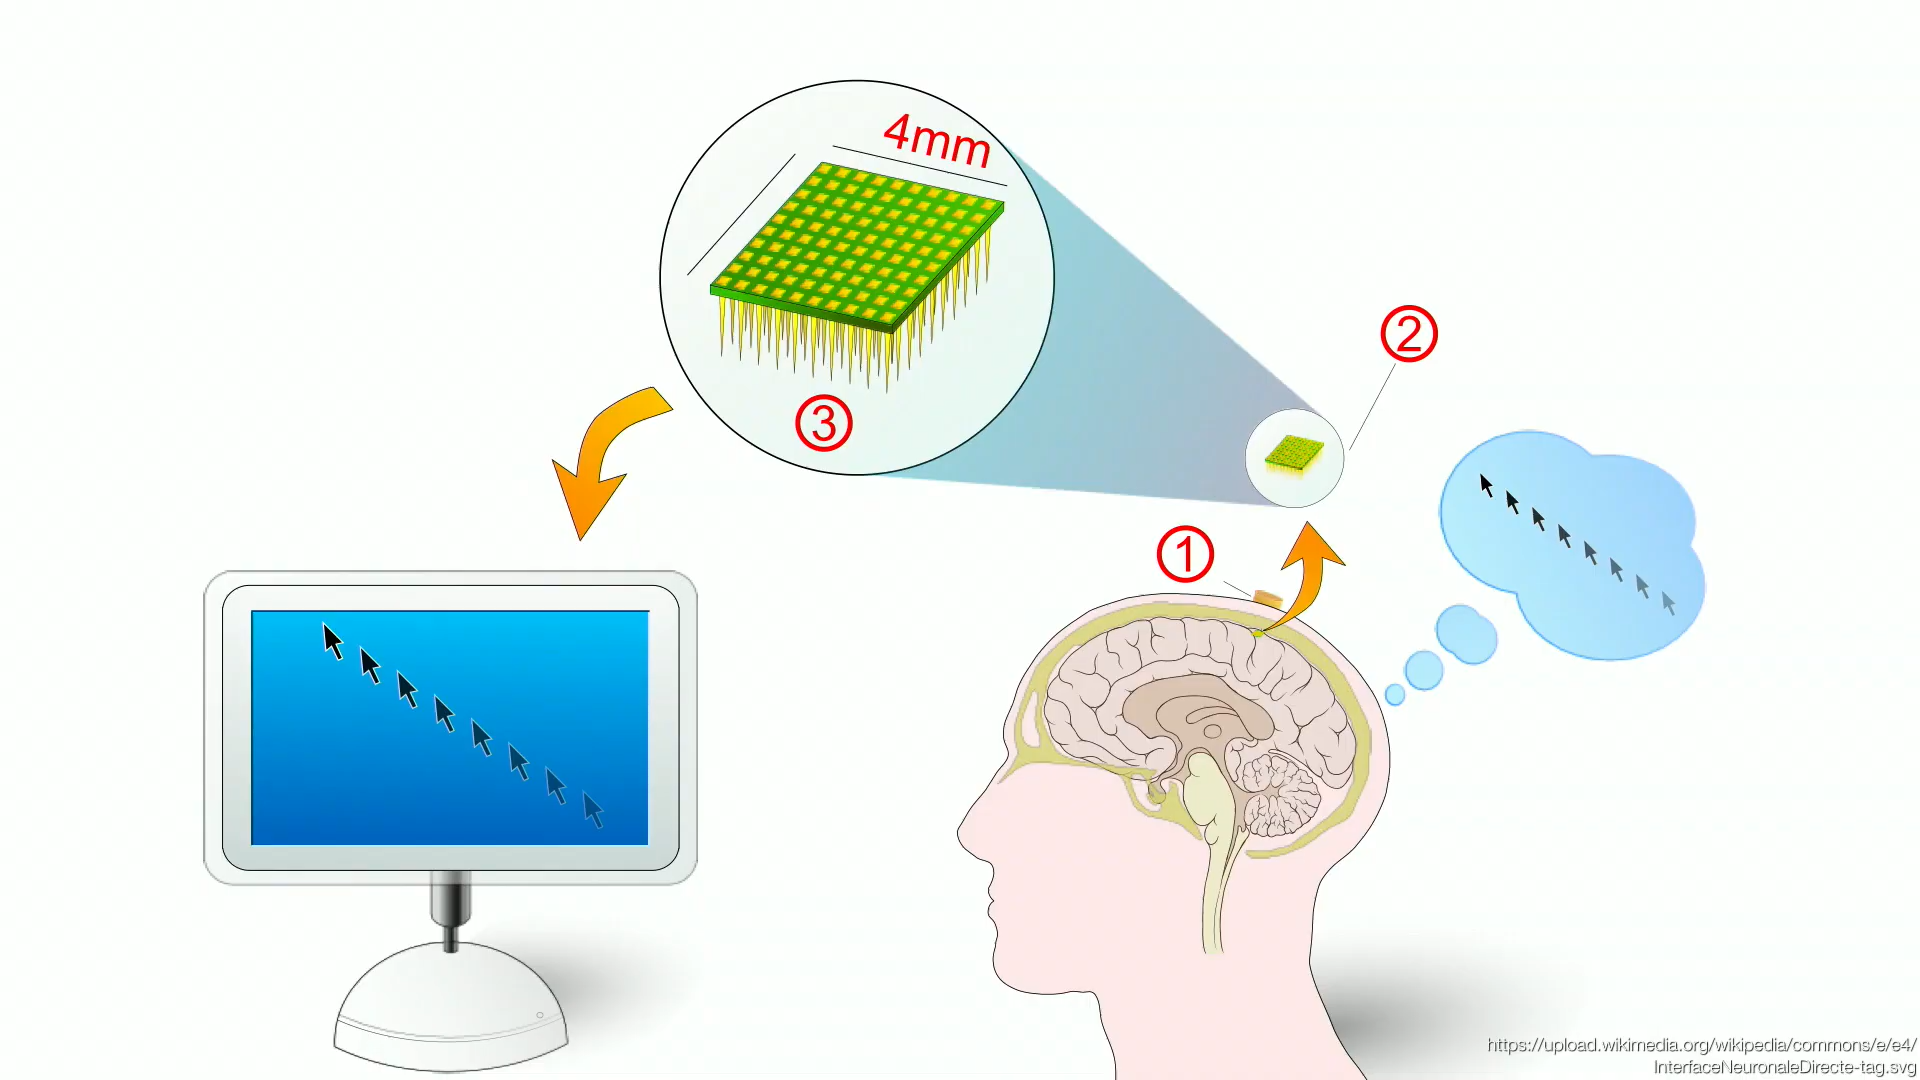 4mm
②
③
①
https://upload.wikimedia.org/wikipedia/commons/e/e4/
InterfaceNeuronaleDirecte-tag.svg